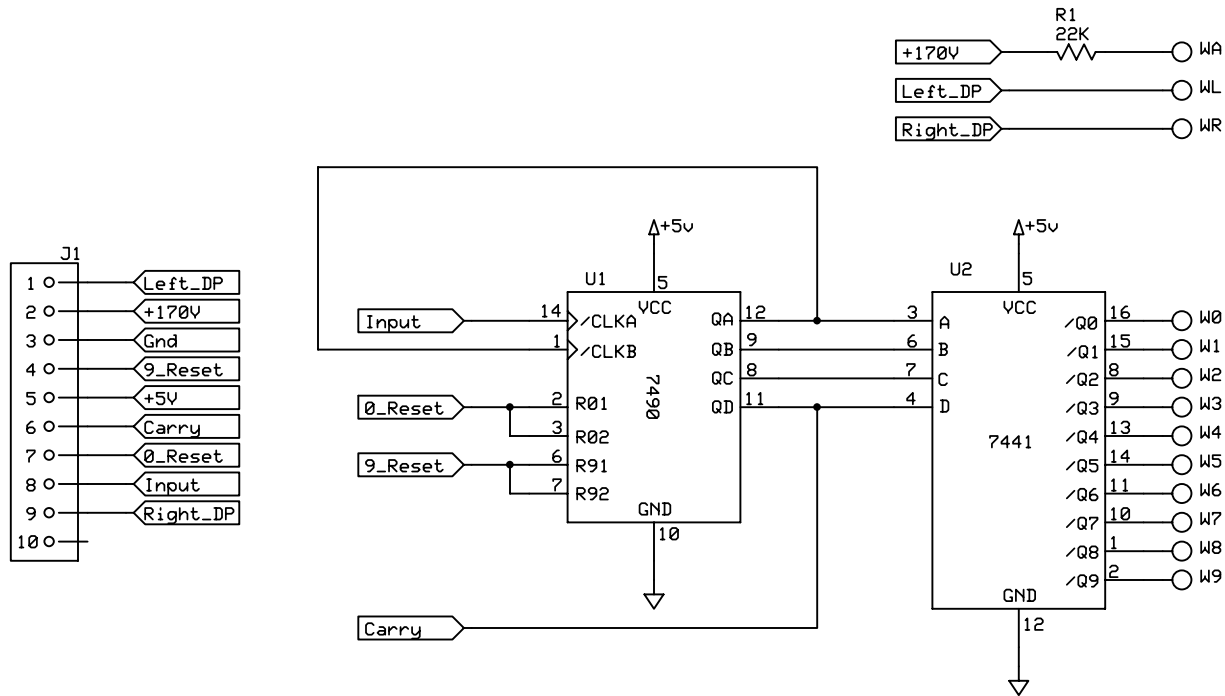 R1
22K
+170V
WA
Left_DP
WL
Right_DP
WR
J1
1 Left_DP
2 +170V
3 Gnd
4 9_Reset
5 +5V
6 Carry
7 0_Reset
8 Input
9 Right_DP
10
U1
+5v
5
VCC
Input
14 /CLKA
1 /CLKB
0_Reset
2 R01
3 R02
9_Reset
6 R91
7 R92
7490
QA 12
QB 9
QC 8
QD 11
GND
10
Carry
U2
+5v
5
VCC
3 A
6 B
7 C
4 D
7441
/Q0 16 W0
/Q1 15 W1
/Q2 8 W2
/Q3 9 W3
/Q4 13 W4
/Q5 14 W5
/Q6 11 W6
/Q7 10 W7
/Q8 1 W8
/Q9 2 W9
GND
12